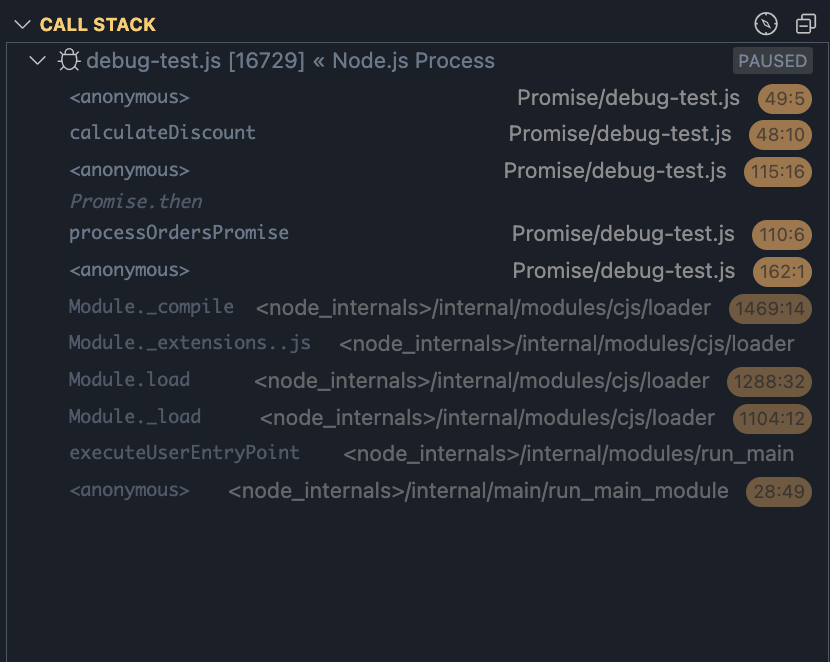 CALL STACK
debug-test.js [16729] « Node.js Process PAUSED
<anonymous> Promise/debug-test.js 49:5
calculateDiscount Promise/debug-test.js 48:10
<anonymous> Promise/debug-test.js 115:16
Promise.then
processOrdersPromise Promise/debug-test.js 110:6
<anonymous> Promise/debug-test.js 162:1
Module._compile <node_internals>/internal/modules/cjs/loader 1469:14
Module._extensions..js <node_internals>/internal/modules/cjs/loader
Module.load <node_internals>/internal/modules/cjs/loader 1288:32
Module._load <node_internals>/internal/modules/cjs/loader 1104:12
executeUserEntryPoint <node_internals>/internal/modules/run_main
<anonymous> <node_internals>/internal/main/run_main_module 28:49